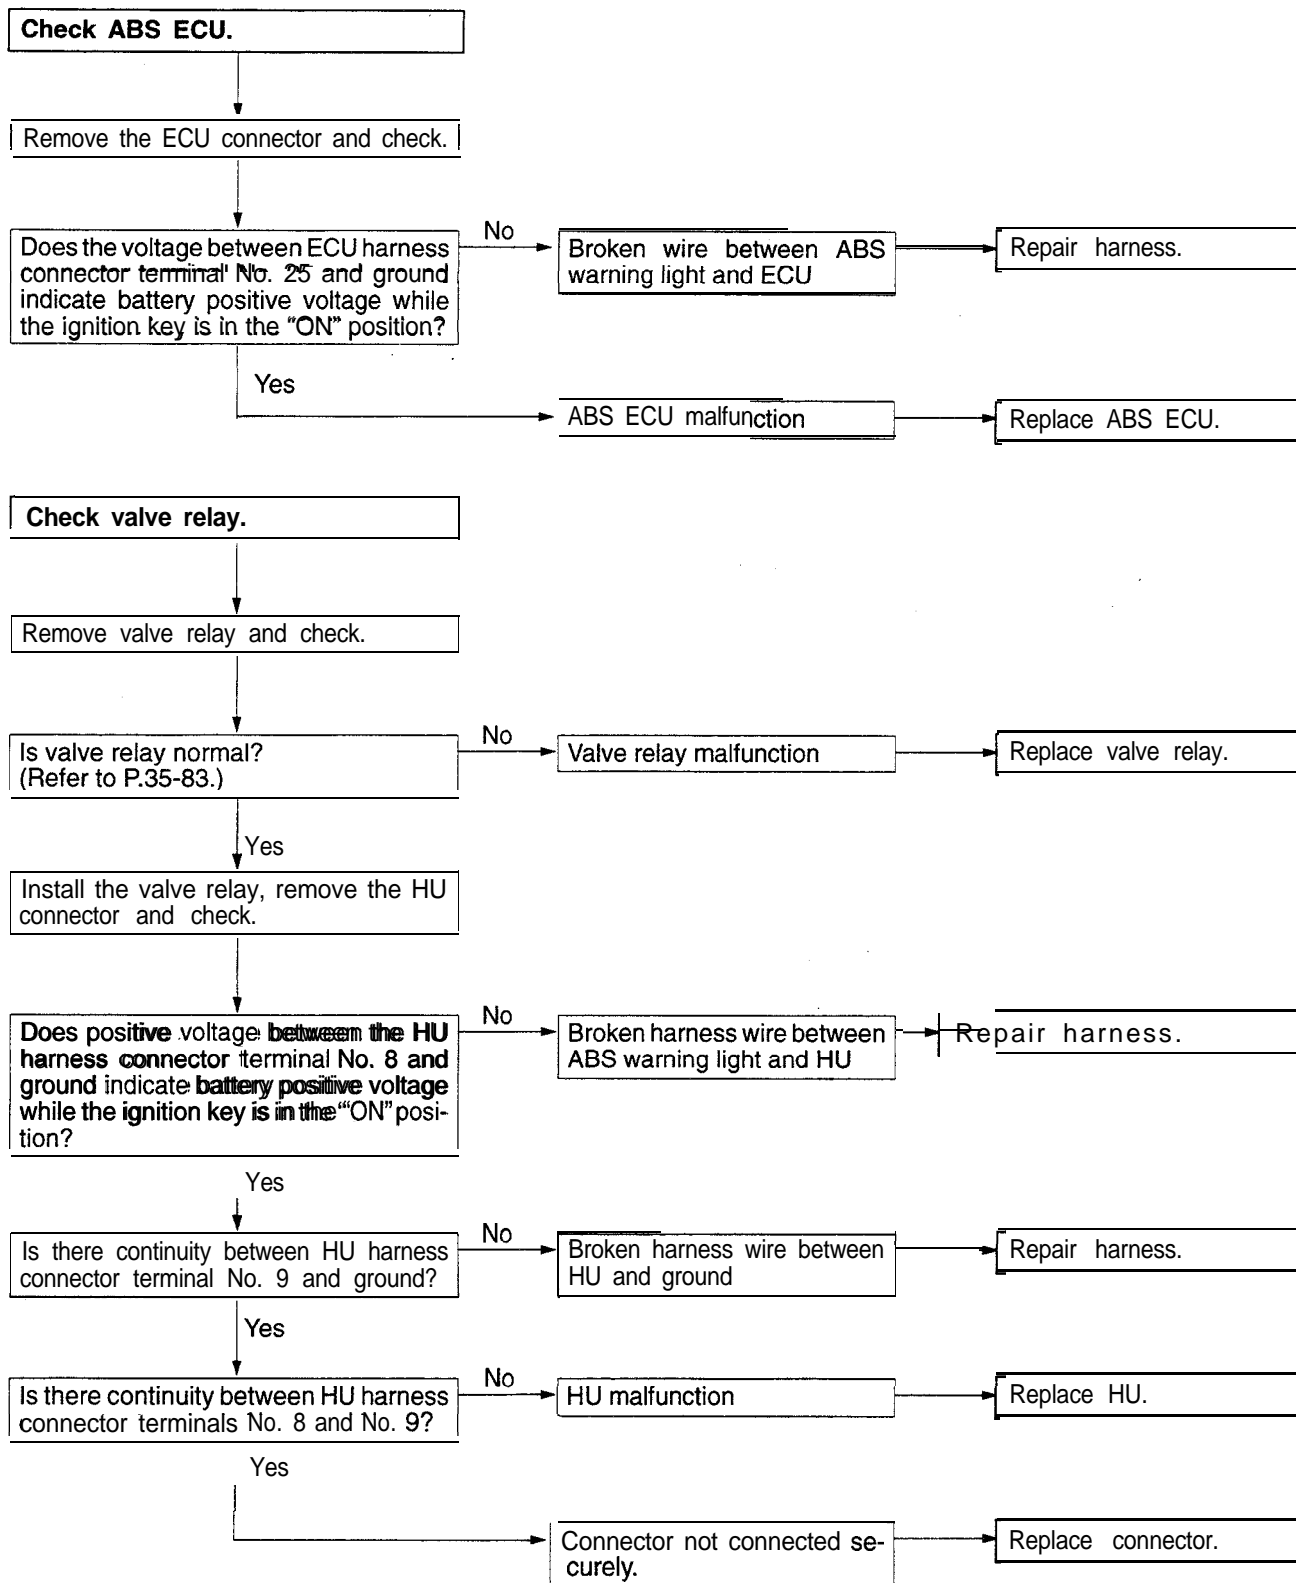 Check ABS ECU.
Remove the ECU connector and check.
Does the voltage between ECU harness
connector terminal No. 25 and ground
indicate battery positive voltage while
the ignition key is in the "ON" position?
No
Broken wire between ABS
warning light and ECU
Repair harness.
Yes
ABS ECU malfunction
Replace ABS ECU.
Check valve relay.
Remove valve relay and check.
Is valve relay normal?
(Refer to P.35-83.)
No
Valve relay malfunction
Replace valve relay.
Yes
Install the valve relay, remove the HU
connector and check.
Does positive voltage between the HU
harness connector terminal No. 8 and
ground indicate battery positive voltage
while the ignition key is in the "ON" posi-
tion?
No
Broken harness wire between
ABS warning light and HU
Repair harness.
Yes
Is there continuity between HU harness
connector terminal No. 9 and ground?
No
Broken harness wire between
HU and ground
Repair harness.
Yes
Is there continuity between HU harness
connector terminals No. 8 and No. 9?
No
HU malfunction
Replace HU.
Yes
Connector not connected se-
curely.
Replace connector.